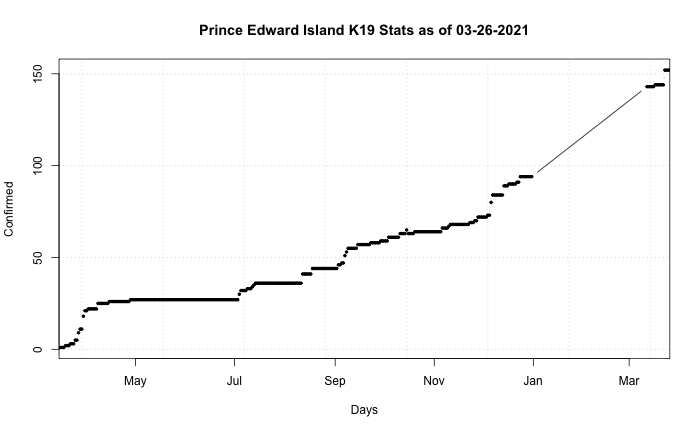 Prince Edward Island K19 Stats as of 03-26-2021
150
100
50
0
Confirmed
May Jul Sep Nov Jan Mar
Days